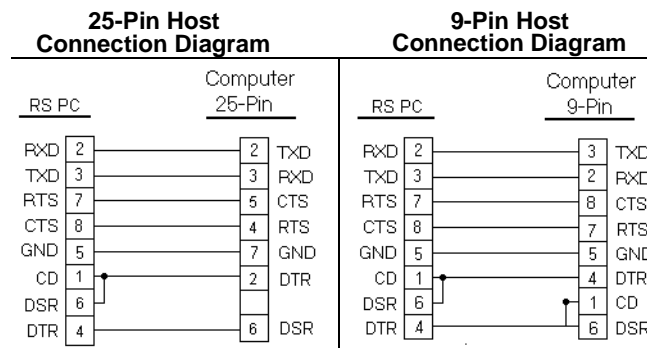 25-Pin Host
Connection Diagram
Computer
RS PC 25-Pin
RXD 2 2 TXD
TXD 3 3 RXD
RTS 7 5 CTS
CTS 8 4 RTS
GND 5 7 GND
CD 1 2 DTR
DSR 6
DTR 4 6 DSR
9-Pin Host
Connection Diagram
Computer
RS PC 9-Pin
RXD 2 3 TXD
TXD 3 2 RXD
RTS 7 8 CTS
CTS 8 7 RTS
GND 5 5 GND
CD 1 4 DTR
DSR 6 1 CD
DTR 4 6 DSR